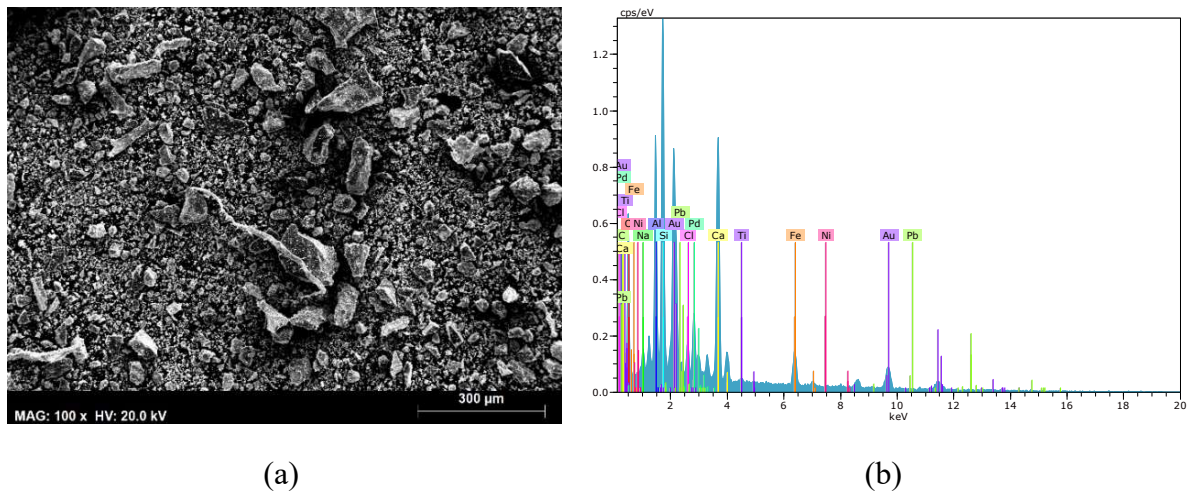 MAG: 100 x HV: 20.0 kV
300 µm
(a)
cps/eV
1.2
1.0
0.8
0.6
0.4
0.2
0.0
Au
Pd
Fe
Ti
Cl
Pb
C Ni Al Au Pd
C Na Si Cl Ca Ti Fe Ni Au Pb
Ca
Pb
2 4 6 8 10 12 14 16 18 20
keV
(b)